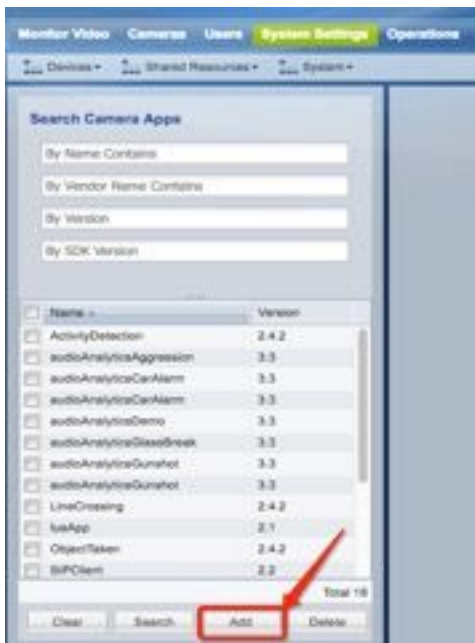 Monitor Video Cameras Users System Settings Operations
Devices Shared Resources System
Search Camera Apps
By Name Contains
By Vendor Name Contains
By Version
By SDK Version
Name Version
ActivityDetection 2.4.2
audioAnalyticsAggression 3.3
audioAnalyticsCarAlarm 3.3
audioAnalyticsCarAlarm 3.3
audioAnalyticsDemo 3.3
audioAnalyticsGlassBreak 3.3
audioAnalyticsGunshot 3.3
audioAnalyticsGunshot 3.3
LineCrossing 2.4.2
luaApp 2.1
ObjectTaken 2.4.2
SIPClient 2.2
Total 18
Clear Search Add Delete